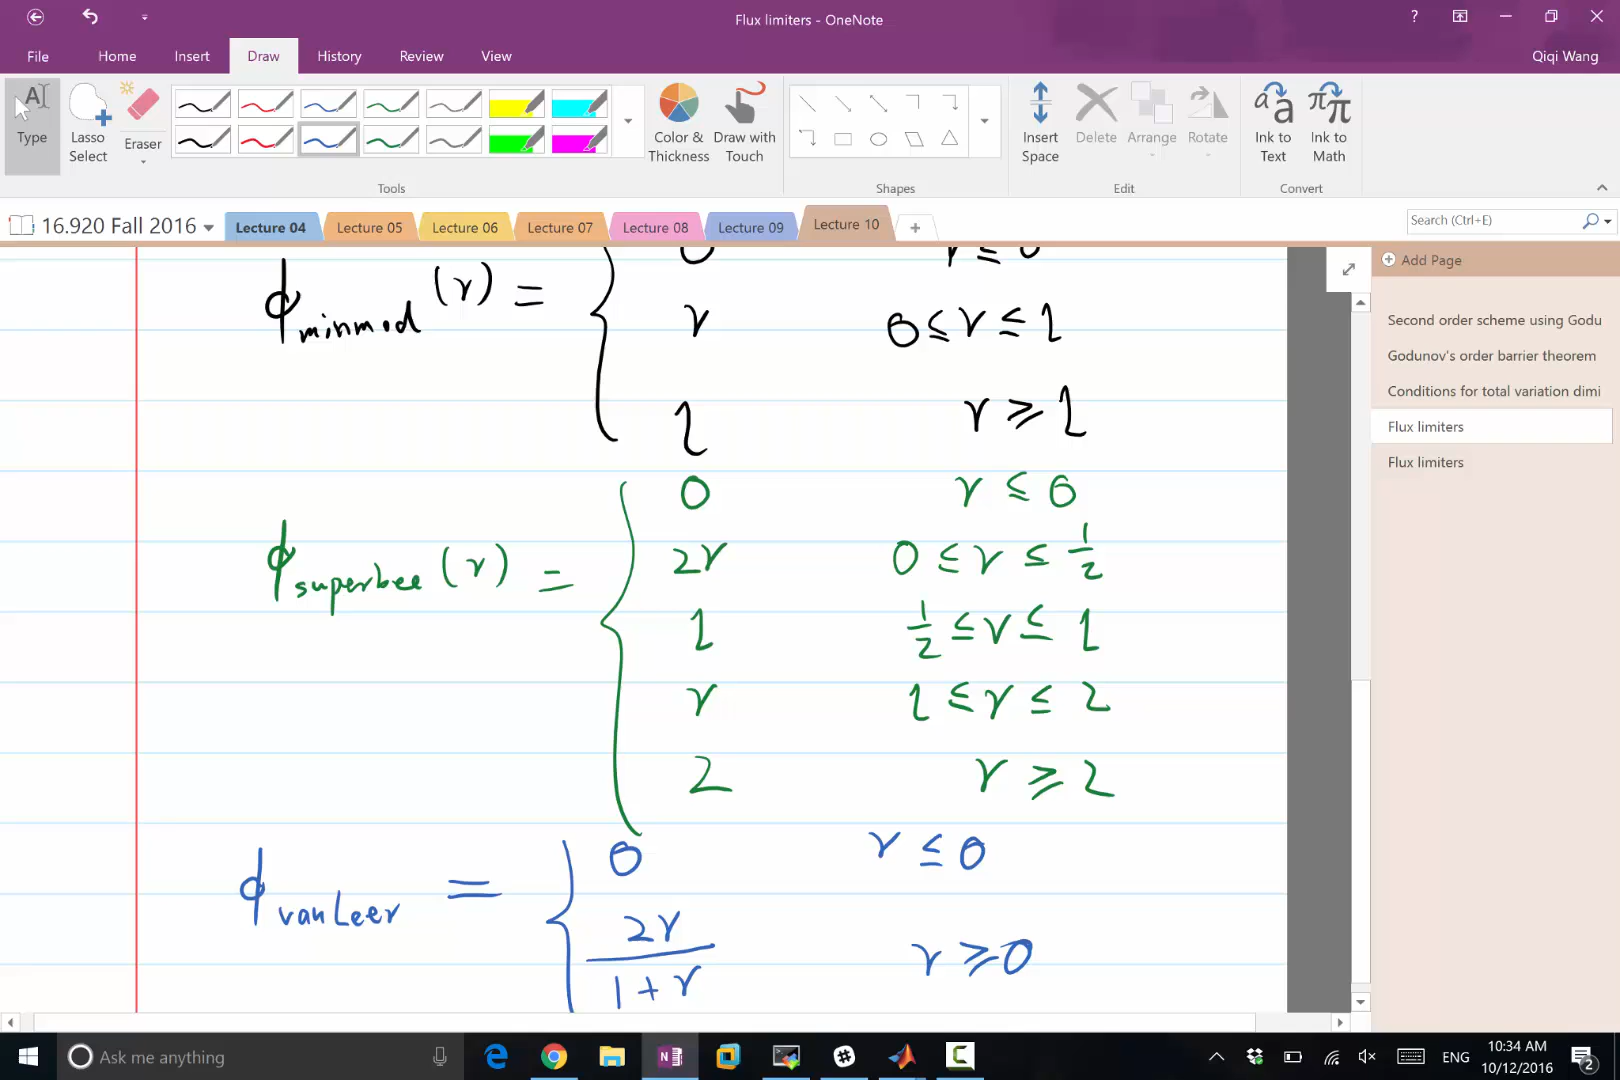 Flux limiters - OneNote
?
File Home Insert Draw History Review View
Qiqi Wang
Type
Lasso Select
Eraser
Color & Thickness
Draw with Touch
Insert Space
Delete
Arrange
Rotate
Ink to Text
Ink to Math
Tools Shapes Edit Convert
16.920 Fall 2016
Lecture 04 Lecture 05 Lecture 06 Lecture 07 Lecture 08 Lecture 09 Lecture 10 +
Search (Ctrl+E)
Add Page
Second order scheme using Godu
Godunov's order barrier theorem
Conditions for total variation dimi
Flux limiters
Flux limiters
0 r ≤ 0
ϕminmod (r) = { r 0 ≤ r ≤ 1
1 r ≥ 1
0 r ≤ 0
ϕsuperbee (r) = { 2r 0 ≤ r ≤ 1/2
1 1/2 ≤ r ≤ 1
r 1 ≤ r ≤ 2
2 r ≥ 2
ϕvanLeer = { 0 r ≤ 0
2r/(1+r) r ≥ 0
Ask me anything
ENG
10:34 AM
10/12/2016
2